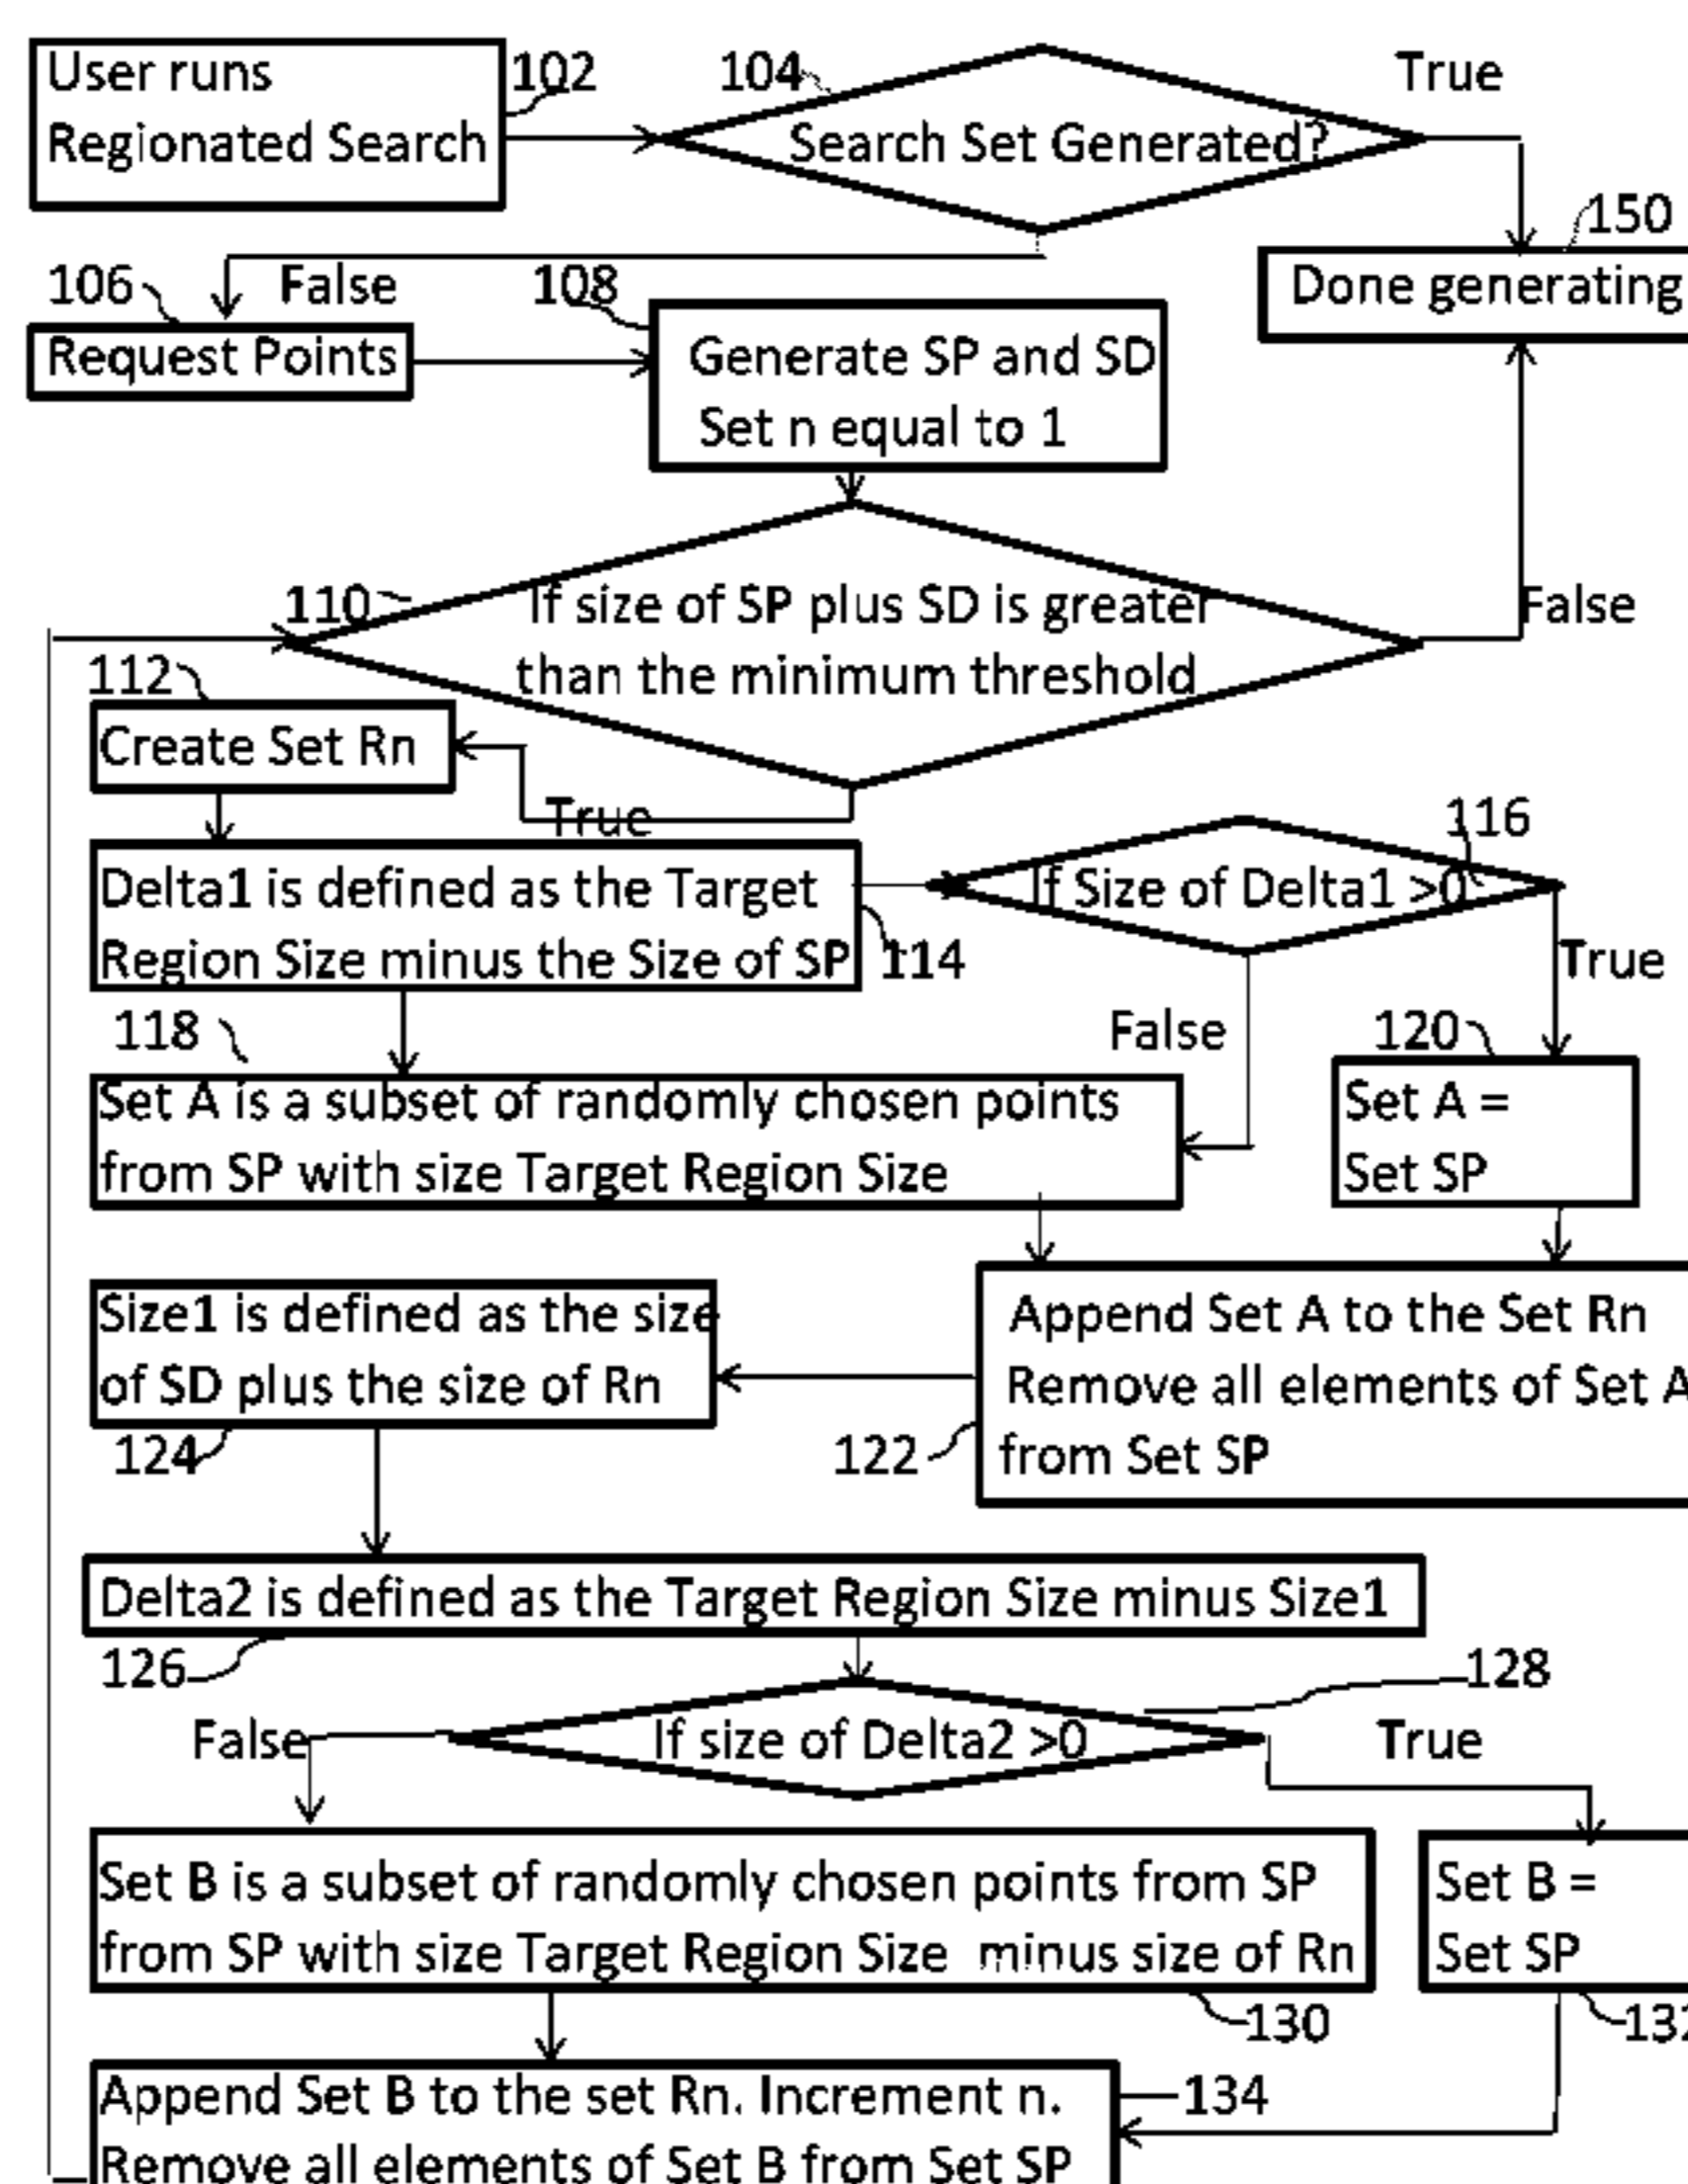 User runs
Regionated Search
102
104
Search Set Generated?
True
150
Done generating
106
False
Request Points
108
Generate SP and SD
Set n equal to 1
110
If size of SP plus SD is greater
than the minimum threshold
False
112
Create Set Rn
True
Delta1 is defined as the Target
Region Size minus the Size of SP
114
116
If Size of Delta1 >0
True
118
False
120
Set A is a subset of randomly chosen points
from SP with size Target Region Size
Set A =
Set SP
Size1 is defined as the size
of SD plus the size of Rn
124
122
Append Set A to the Set Rn
Remove all elements of Set A
from Set SP
Delta2 is defined as the Target Region Size minus Size1
126
128
False
If size of Delta2 >0
True
Set B is a subset of randomly chosen points from SP
from SP with size Target Region Size minus size of Rn
Set B =
Set SP
130
132
Append Set B to the set Rn. Increment n.
Remove all elements of Set B from Set SP
134